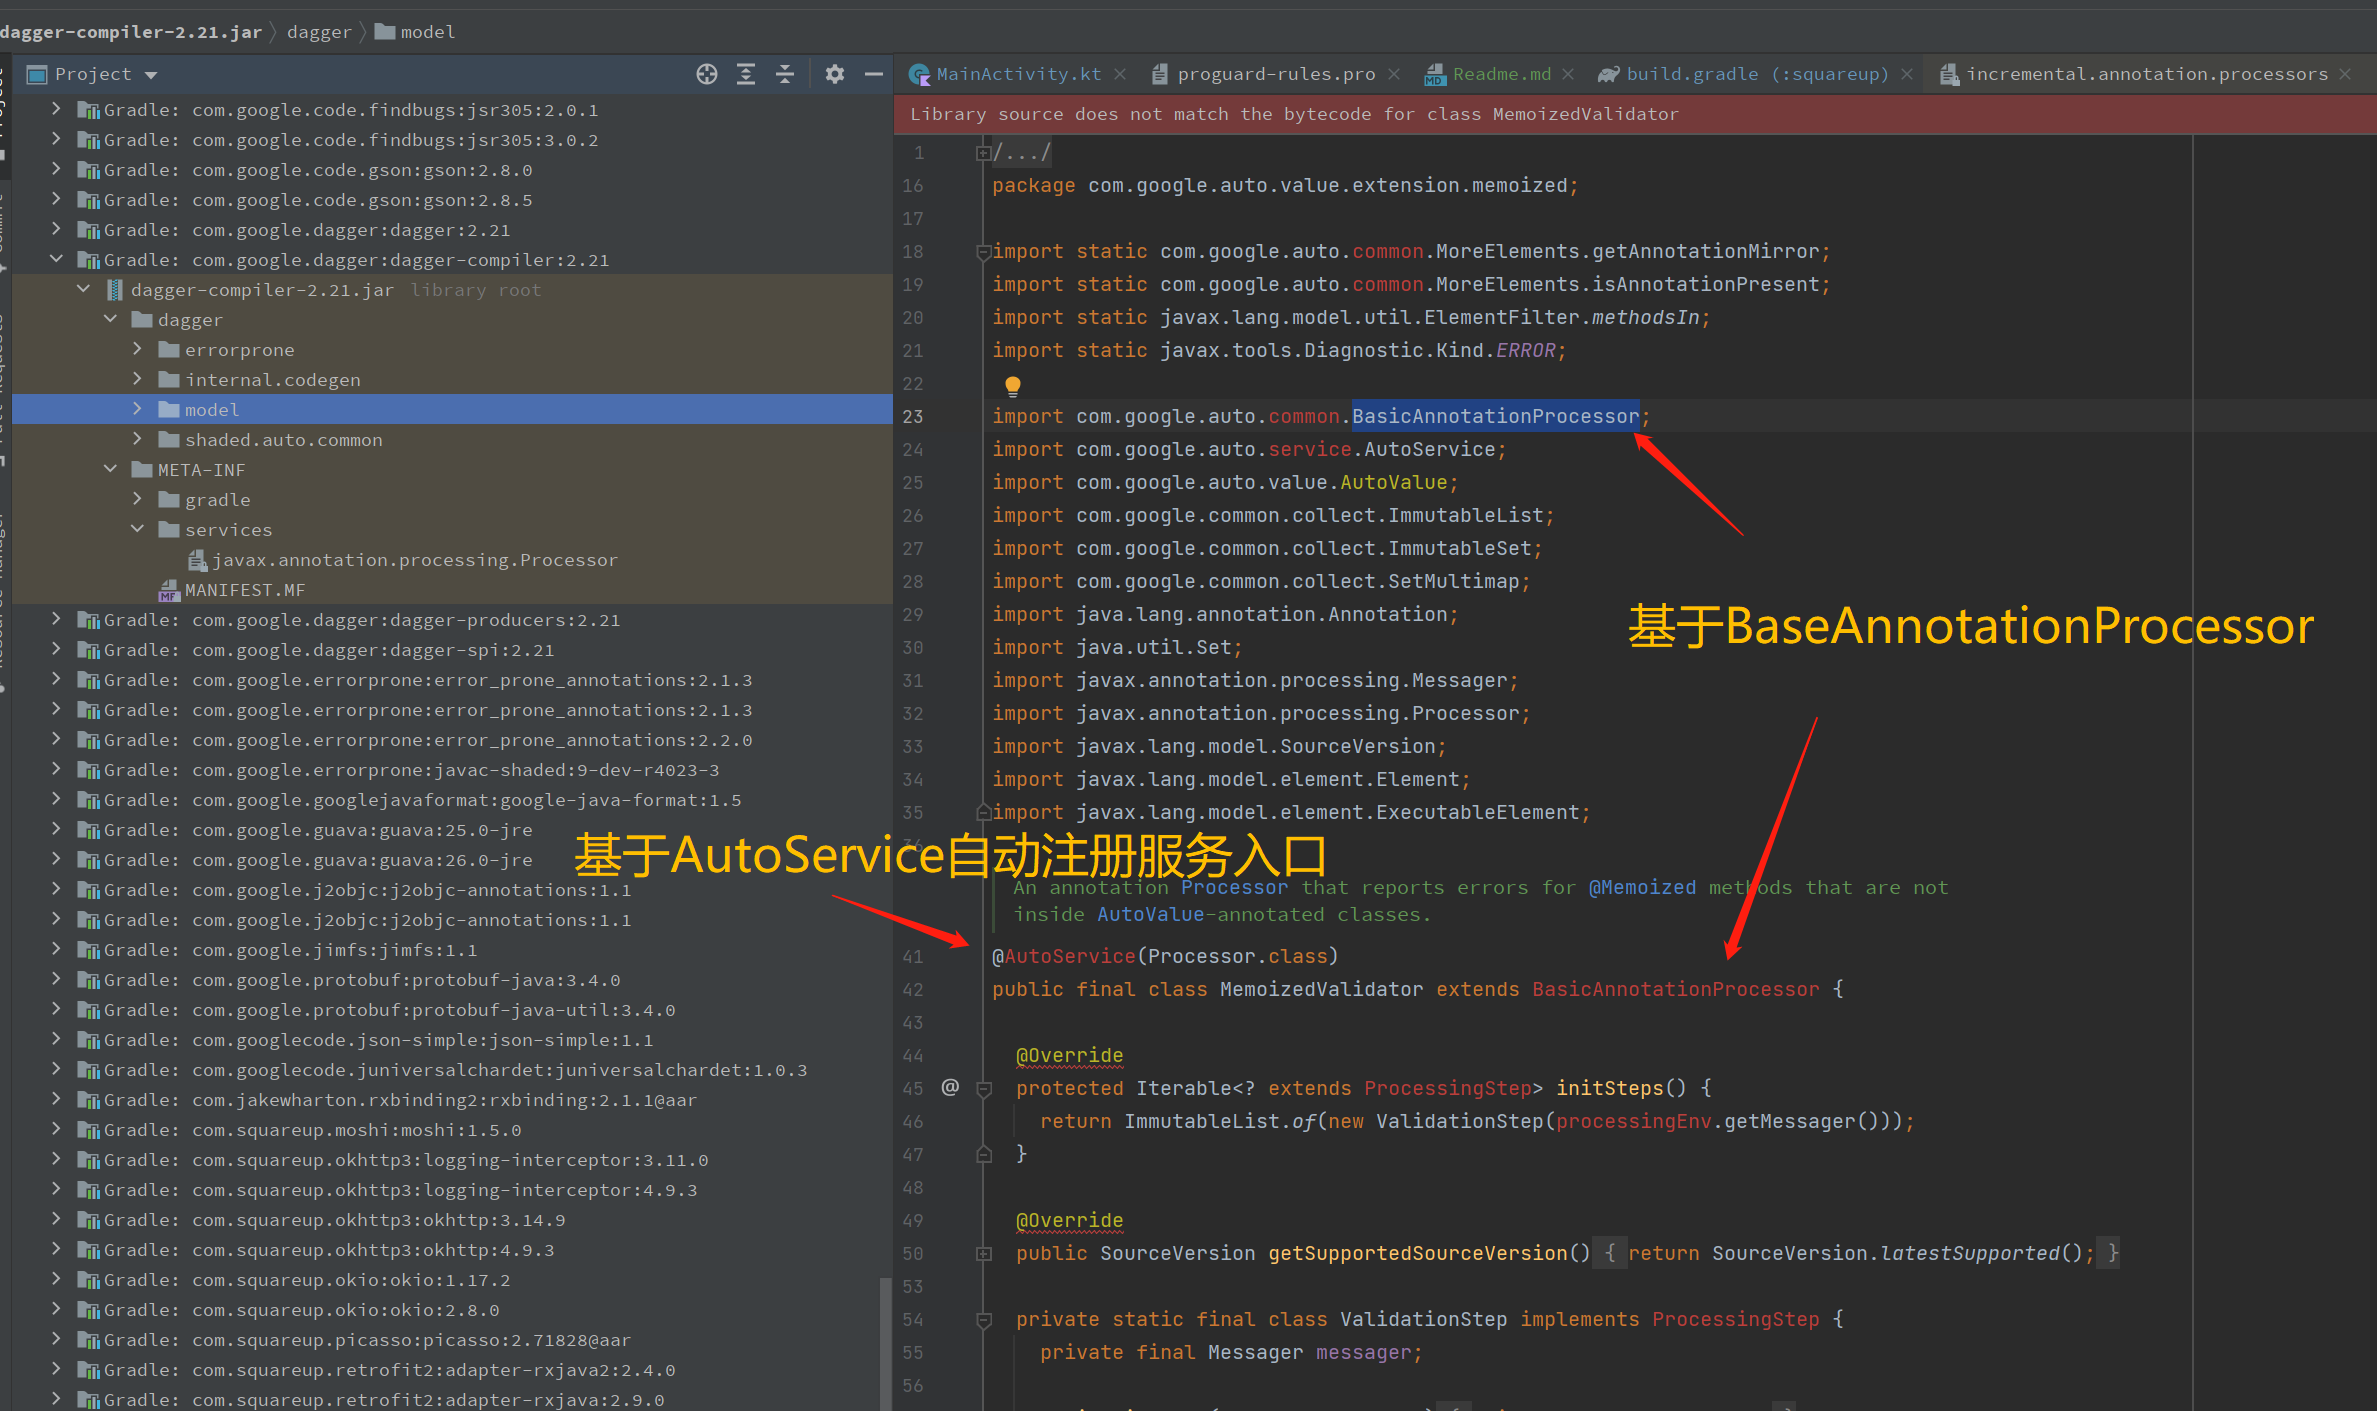 dagger-compiler-2.21.jar dagger model
Project
MainActivity.kt proguard-rules.pro Readme.md build.gradle (:squareup) incremental.annotation.processors
Gradle: com.google.code.findbugs:jsr305:2.0.1
Gradle: com.google.code.findbugs:jsr305:3.0.2
Gradle: com.google.code.gson:gson:2.8.0
Gradle: com.google.code.gson:gson:2.8.5
Gradle: com.google.dagger:dagger:2.21
Gradle: com.google.dagger:dagger-compiler:2.21
dagger-compiler-2.21.jar library root
dagger
errorprone
internal.codegen
model
shaded.auto.common
META-INF
gradle
services
javax.annotation.processing.Processor
MANIFEST.MF
Gradle: com.google.dagger:dagger-producers:2.21
Gradle: com.google.dagger:dagger-spi:2.21
Gradle: com.google.errorprone:error_prone_annotations:2.1.3
Gradle: com.google.errorprone:error_prone_annotations:2.1.3
Gradle: com.google.errorprone:error_prone_annotations:2.2.0
Gradle: com.google.errorprone:javac-shaded:9-dev-r4023-3
Gradle: com.google.googlejavaformat:google-java-format:1.5
Gradle: com.google.guava:guava:25.0-jre
Gradle: com.google.guava:guava:26.0-jre
Gradle: com.google.j2objc:j2objc-annotations:1.1
Gradle: com.google.j2objc:j2objc-annotations:1.1
Gradle: com.google.jimfs:jimfs:1.1
Gradle: com.google.protobuf:protobuf-java:3.4.0
Gradle: com.google.protobuf:protobuf-java-util:3.4.0
Gradle: com.googlecode.json-simple:json-simple:1.1
Gradle: com.googlecode.juniversalchardet:juniversalchardet:1.0.3
Gradle: com.jakewharton.rxbinding2:rxbinding:2.1.1@aar
Gradle: com.squareup.moshi:moshi:1.5.0
Gradle: com.squareup.okhttp3:logging-interceptor:3.11.0
Gradle: com.squareup.okhttp3:logging-interceptor:4.9.3
Gradle: com.squareup.okhttp3:okhttp:3.14.9
Gradle: com.squareup.okhttp3:okhttp:4.9.3
Gradle: com.squareup.okio:okio:1.17.2
Gradle: com.squareup.okio:okio:2.8.0
Gradle: com.squareup.picasso:picasso:2.71828@aar
Gradle: com.squareup.retrofit2:adapter-rxjava2:2.4.0
Gradle: com.squareup.retrofit2:adapter-rxjava:2.9.0
Library source does not match the bytecode for class MemoizedValidator
1 /.../
16 package com.google.auto.value.extension.memoized;
17
18 import static com.google.auto.common.MoreElements.getAnnotationMirror;
19 import static com.google.auto.common.MoreElements.isAnnotationPresent;
20 import static javax.lang.model.util.ElementFilter.methodsIn;
21 import static javax.tools.Diagnostic.Kind.ERROR;
22
23 import com.google.auto.common.BasicAnnotationProcessor;
24 import com.google.auto.service.AutoService;
25 import com.google.auto.value.AutoValue;
26 import com.google.common.collect.ImmutableList;
27 import com.google.common.collect.ImmutableSet;
28 import com.google.common.collect.SetMultimap;
29 import java.lang.annotation.Annotation;
30 import java.util.Set;
基于BaseAnnotationProcessor
31 import javax.annotation.processing.Messager;
32 import javax.annotation.processing.Processor;
33 import javax.lang.model.SourceVersion;
34 import javax.lang.model.element.Element;
35 import javax.lang.model.element.ExecutableElement;
基于AutoService自动注册服务入口
An annotation Processor that reports errors for @Memoized methods that are not
inside AutoValue-annotated classes.
41 @AutoService(Processor.class)
42 public final class MemoizedValidator extends BasicAnnotationProcessor {
43
44 @Override
45 @ protected Iterable<? extends ProcessingStep> initSteps() {
46 return ImmutableList.of(new ValidationStep(processingEnv.getMessager()));
47 }
48
49 @Override
50 public SourceVersion getSupportedSourceVersion() { return SourceVersion.latestSupported(); }
53
54 private static final class ValidationStep implements ProcessingStep {
55 private final Messager messager;
56